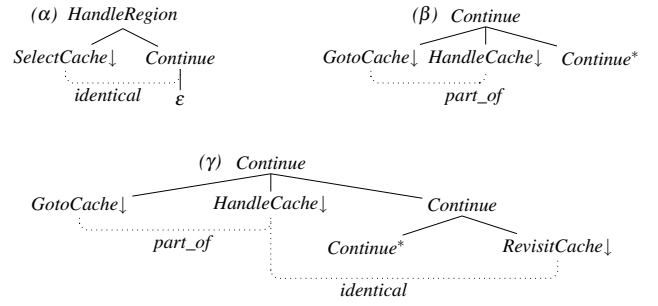 (α) HandleRegion
SelectCache↓ Continue
identical
ε
(β) Continue
GotoCache↓ HandleCache↓ Continue*
part_of
(γ) Continue
GotoCache↓ HandleCache↓ Continue
part_of
Continue* RevisitCache↓
identical